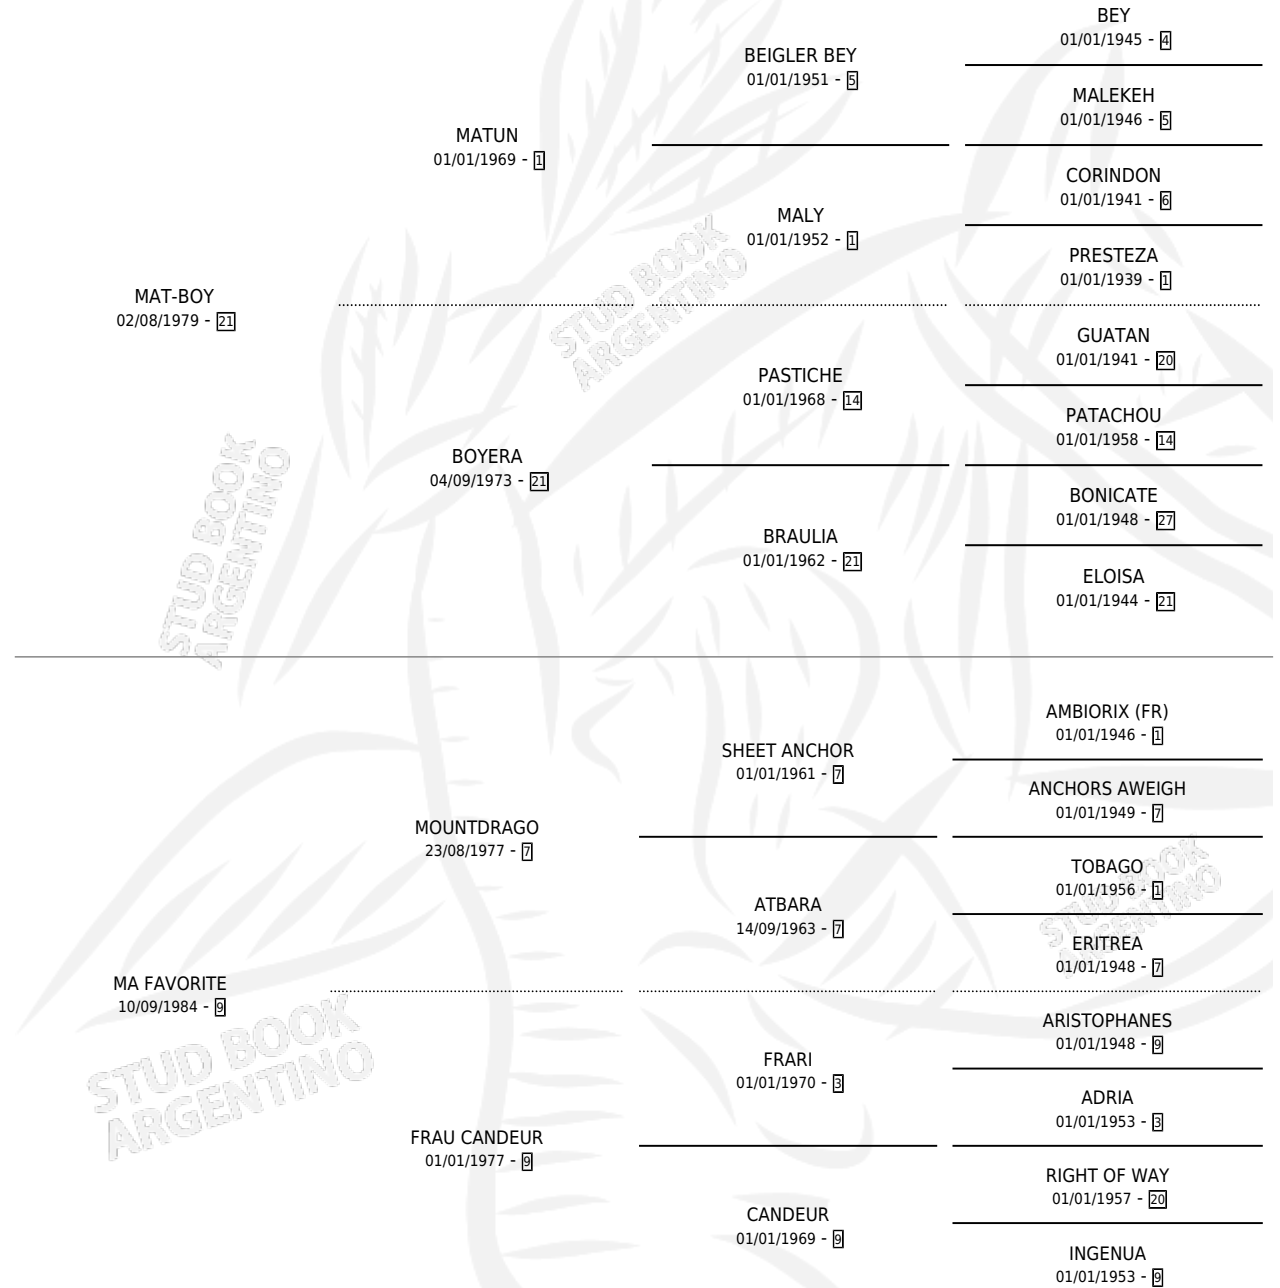 BEY
01/01/1945 - 4
BEIGLER BEY
01/01/1951 - 5
MALEKEH
01/01/1946 - 5
MATUN
01/01/1969 - 1
CORINDON
01/01/1941 - 6
MALY
01/01/1952 - 1
PRESTEZA
01/01/1939 - 1
MAT-BOY
02/08/1979 - 21
GUATAN
01/01/1941 - 20
PASTICHE
01/01/1968 - 14
PATACHOU
01/01/1958 - 14
BOYERA
04/09/1973 - 21
BONICATE
01/01/1948 - 27
BRAULIA
01/01/1962 - 21
ELOISA
01/01/1944 - 21
STUD BOOK
ARGENTINO
STUD BOOK
ARGENTINO
AMBIORIX (FR)
01/01/1946 - 1
SHEET ANCHOR
01/01/1961 - 7
ANCHORS AWEIGH
01/01/1949 - 7
MOUNTDRAGO
23/08/1977 - 7
TOBAGO
01/01/1956 - 1
ATBARA
14/09/1963 - 7
ERITREA
01/01/1948 - 7
STUD BOOK
ARGENTINO
MA FAVORITE
10/09/1984 - 9
ARISTOPHANES
01/01/1948 - 9
FRARI
01/01/1970 - 3
ADRIA
01/01/1953 - 3
FRAU CANDEUR
01/01/1977 - 9
RIGHT OF WAY
01/01/1957 - 20
CANDEUR
01/01/1969 - 9
INGENUA
01/01/1953 - 9
STUD BOOK
ARGENTINO